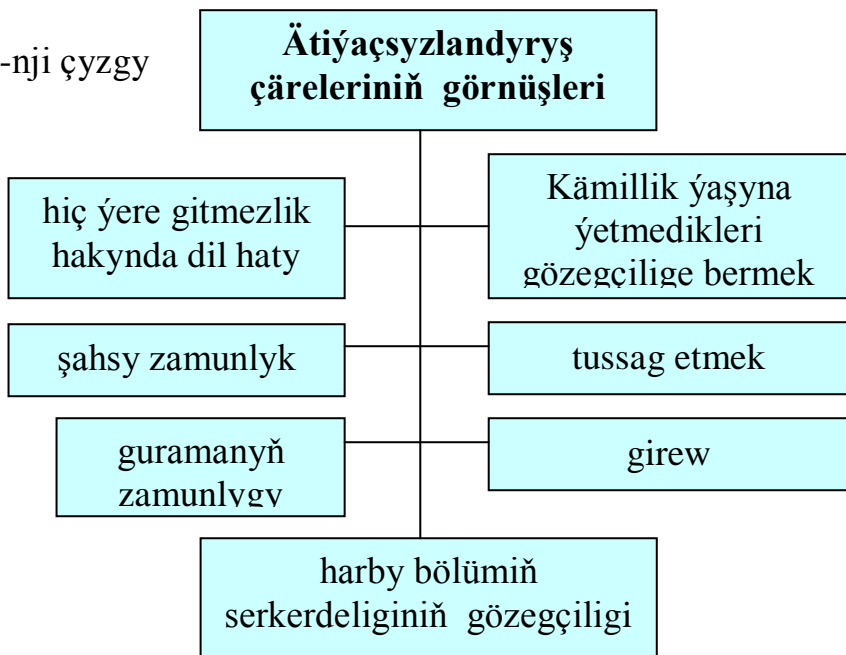 -nji çyzgy
Ätiýaçsyzlandyryş
çäreleriniň görnüşleri
hiç ýere gitmezlik
hakynda dil haty
Kämillik ýaşyna
ýetmedikleri
gözegçilige bermek
şahsy zamunlyk
tussag etmek
guramanyň
zamunlygy
girew
harby bölümiň
serkerdeliginiň gözegçiligi